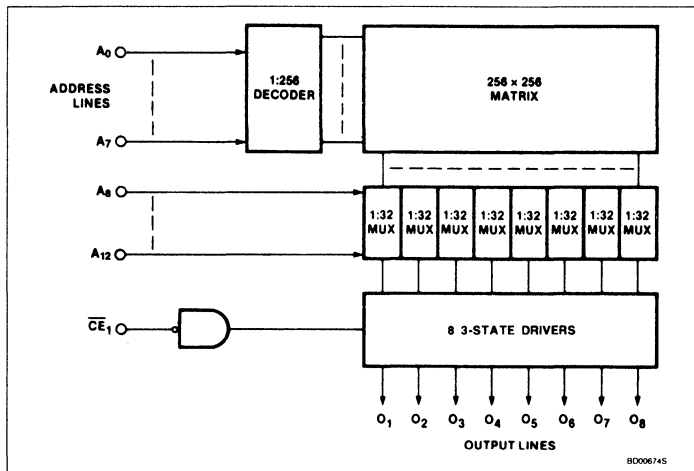 A0
ADDRESS
LINES
A7
1:256
DECODER
256 × 256
MATRIX
A8
A12
1:32
MUX
1:32
MUX
1:32
MUX
1:32
MUX
1:32
MUX
1:32
MUX
1:32
MUX
1:32
MUX
C̅E̅1
8 3-STATE DRIVERS
O1 O2 O3 O4 O5 O6 O7 O8
OUTPUT LINES
BD00674S